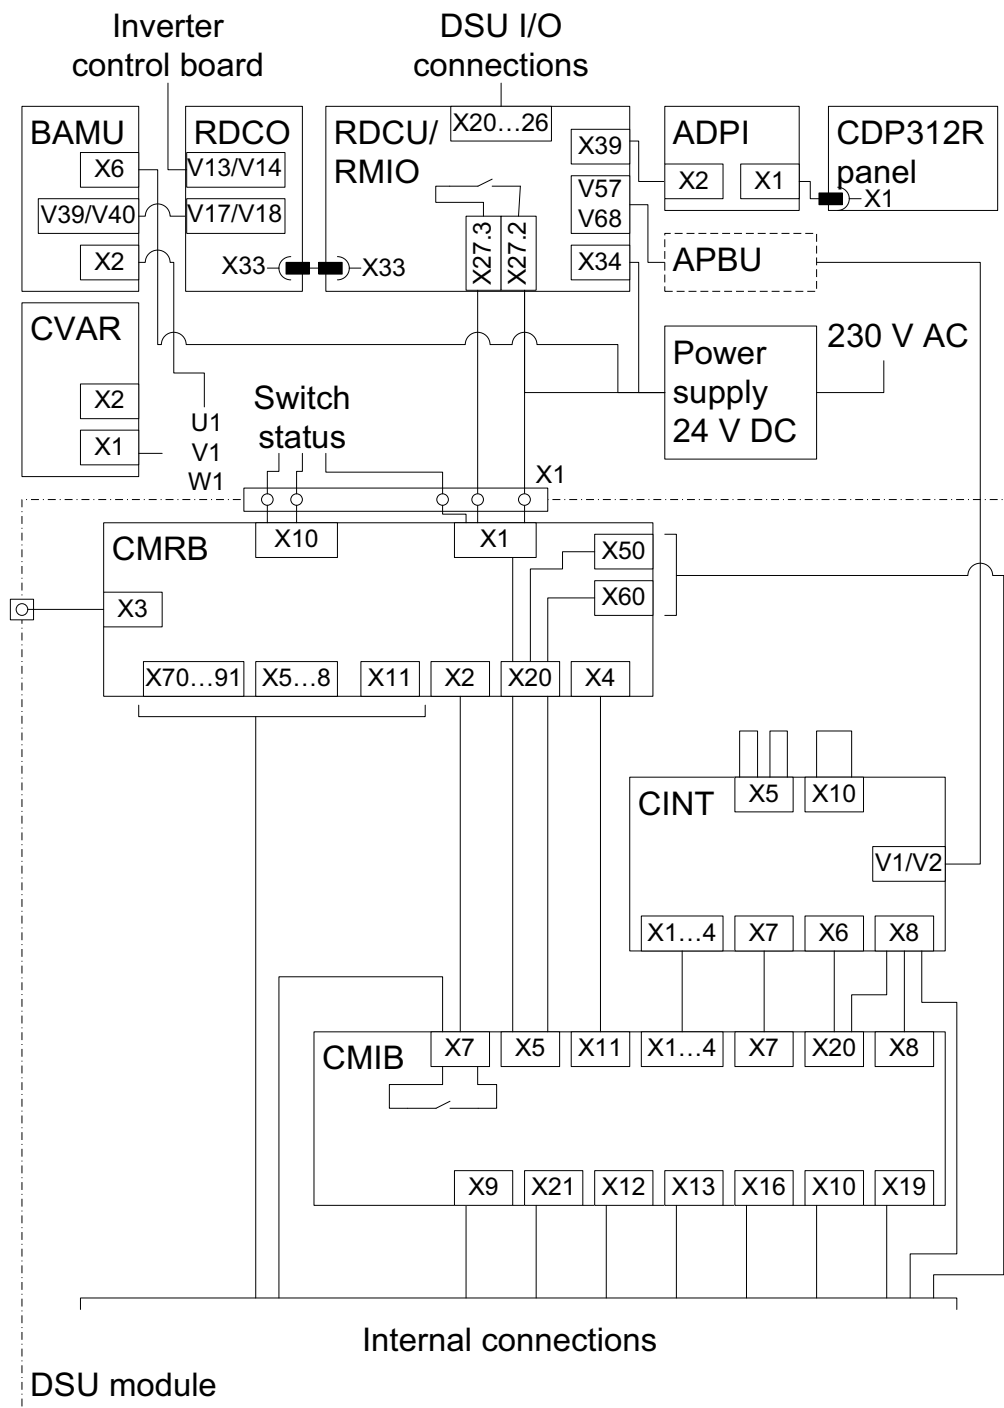 Inverter
control board
DSU I/O
connections
BAMU
X6
V39/V40
X2
RDCO
V13/V14
V17/V18
X33
X33
RDCU/
RMIO
X20…26
X39
V57
V68
X34
X27.3
X27.2
ADPI
X2
X1
CDP312R
panel
X1
APBU
CVAR
X2
X1
U1
V1
W1
Switch
status
Power
supply
24 V DC
230 V AC
X1
CMRB
X10
X1
X50
X60
X3
X70…91
X5…8
X11
X2
X20
X4
CINT
X5
X10
V1/V2
X1…4
X7
X6
X8
CMIB
X7
X5
X11
X1…4
X7
X20
X8
X9
X21
X12
X13
X16
X10
X19
Internal connections
DSU module